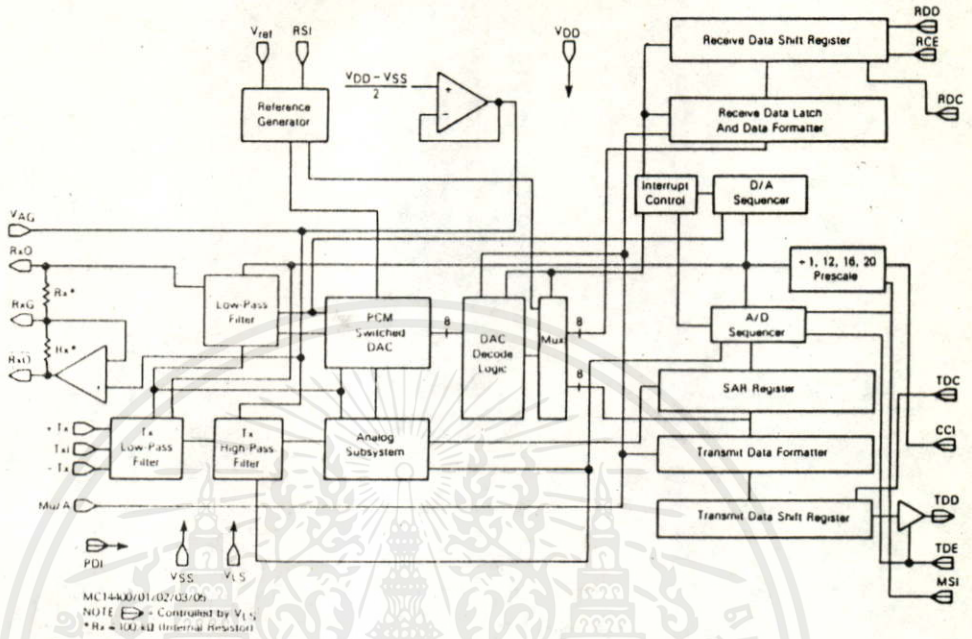 Vref RSI
VDD
RDD
RCE
RDC
Receive Data Shift Register
VDD – VSS
2
+
-
Reference
Generator
Receive Data Latch
And Data Formatter
Interrupt
Control
D/A
Sequencer
VAG
RxO
Rx*
RxG
Rx*
Low-Pass
Filter
PCM
Switched
DAC
8
DAC
Decode
Logic
Mux
8
8
÷ 1, 12, 16, 20
Prescale
A/D
Sequencer
SAR Register
TDC
CCI
+ Tx
TxI
- Tx
Tx
Low-Pass
Filter
Tx
High-Pass
Filter
Analog
Subsystem
Transmit Data Formatter
Mu/A
Transmit Data Shift Register
TDD
TDE
MSI
PDI
VSS
VLS
MC14400/01/02/03/05
NOTE - Controlled by VLS
*Rx ≈ 100 kΩ (Internal Resistor)